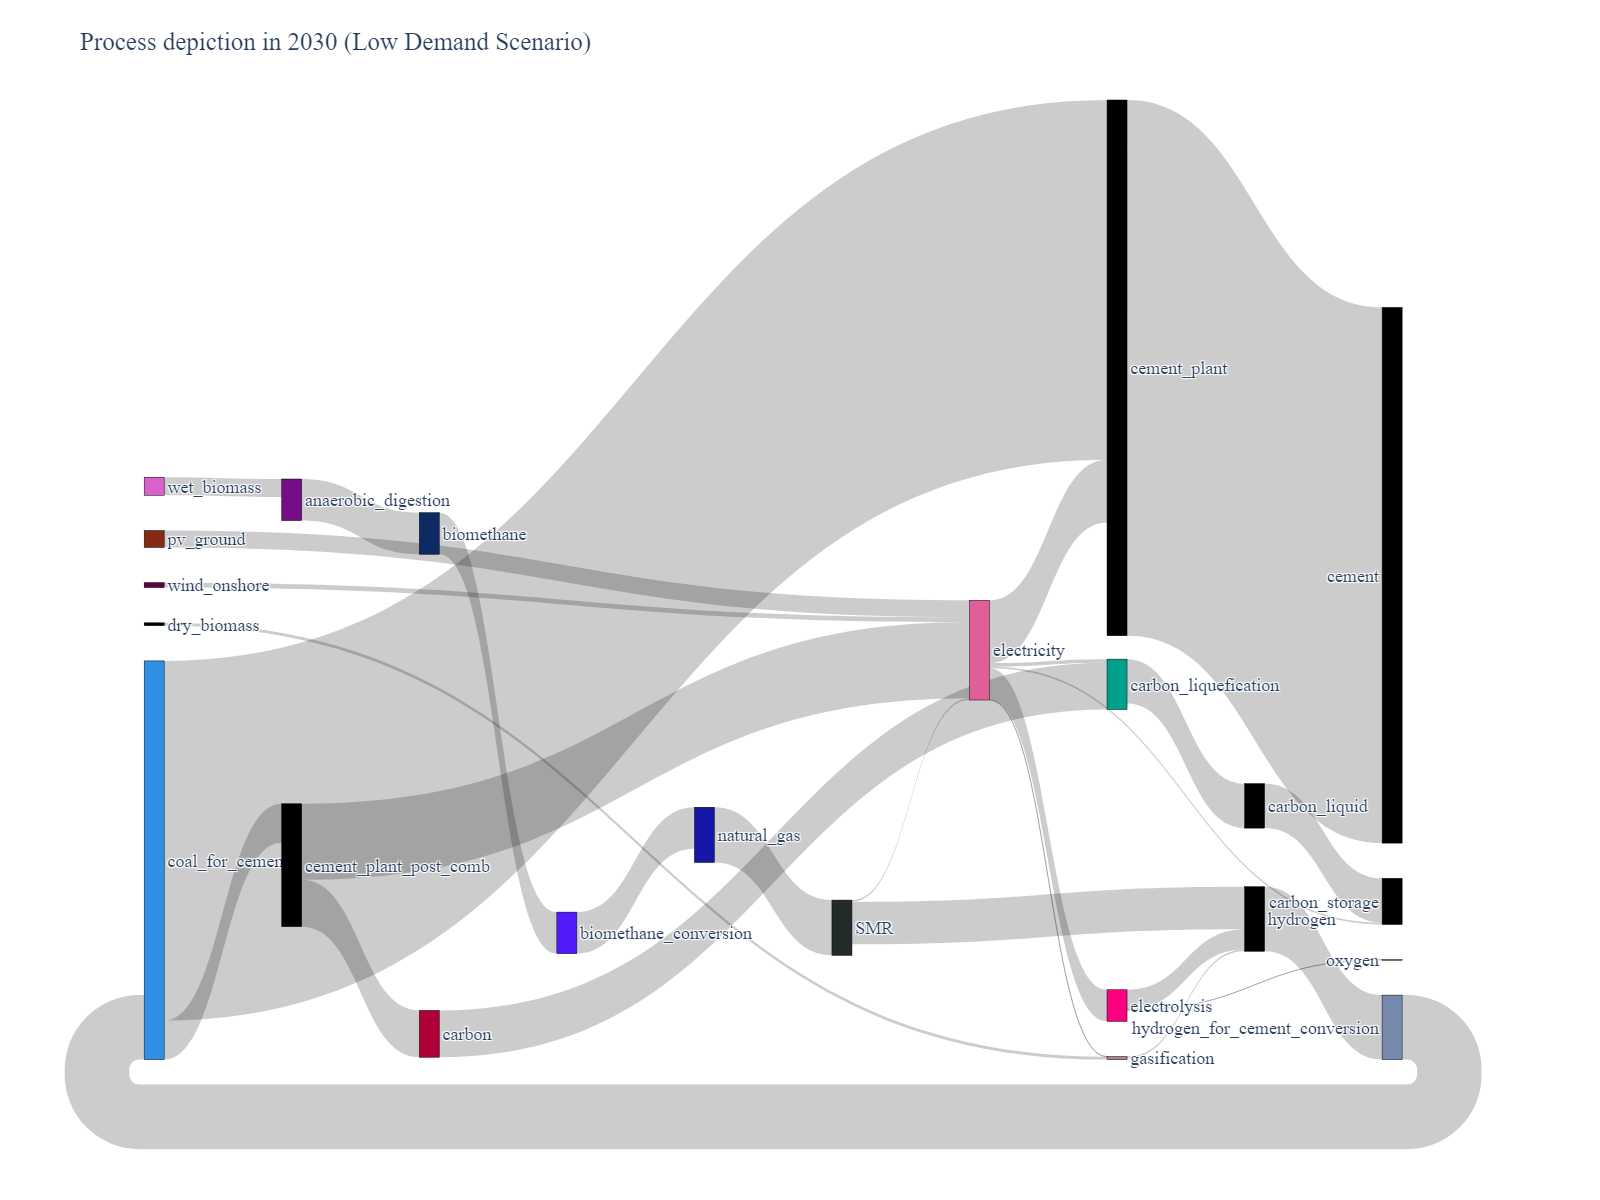 Process depiction in 2030 (Low Demand Scenario)
cement_plant
wet_biomass
anaerobic_digestion
biomethane
pv_ground
cement
wind_onshore
dry_biomass
electricity
carbon_liquefication
carbon_liquid
natural_gas
coal_for_cemen
cement_plant_post_comb
carbon_storage
hydrogen
SMR
biomethane_conversion
oxygen
electrolysis
hydrogen_for_cement_conversion
carbon
gasification